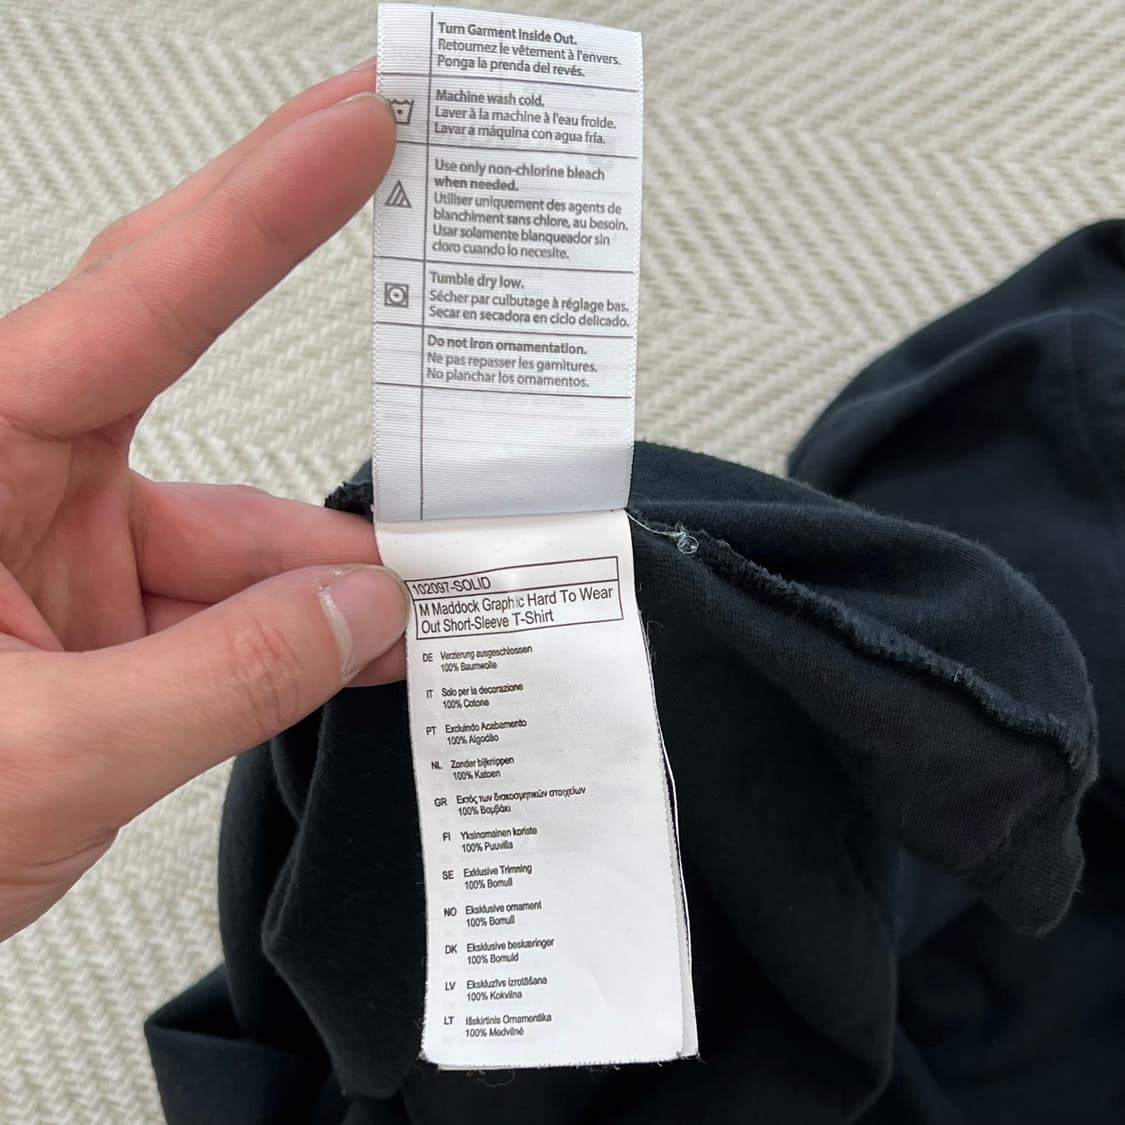 Turn Garment Inside Out.
Retournez le vêtement à l'envers.
Ponga la prenda del revés.
Machine wash cold.
Laver à la machine à l'eau froide.
Lavar a máquina con agua fría.
Use only non-chlorine bleach
when needed.
Utiliser uniquement des agents de
blanchiment sans chlore, au besoin.
Usar solamente blanqueador sin
cloro cuando lo necesite.
Tumble dry low.
Sécher par culbutage à réglage bas.
Secar en secadora en ciclo delicado.
Do not iron ornamentation.
Ne pas repasser les garnitures.
No planchar los ornamentos.
102097-SOLID
M Maddock Graphic Hard To Wear
Out Short-Sleeve T-Shirt
DE Verzierung ausgeschlossen
100% Baumwolle
IT Solo per la decorazione
100% Cotone
PT Excluindo Acabamento
100% Algodão
NL Zonder bijknippen
100% Katoen
GR Εκτός των διακοσμητικών στοιχείων
100% Βαμβάκι
FI Yksinomainen koriste
100% Puuvilla
SE Exklusive Trimning
100% Bomull
NO Eksklusive ornament
100% Bomull
DK Eksklusive beskæringer
100% Bomuld
LV Ekskluzīvs izrotāšana
100% Kokvilna
LT Išskirtinis Ornamentika
100% Medvilnė